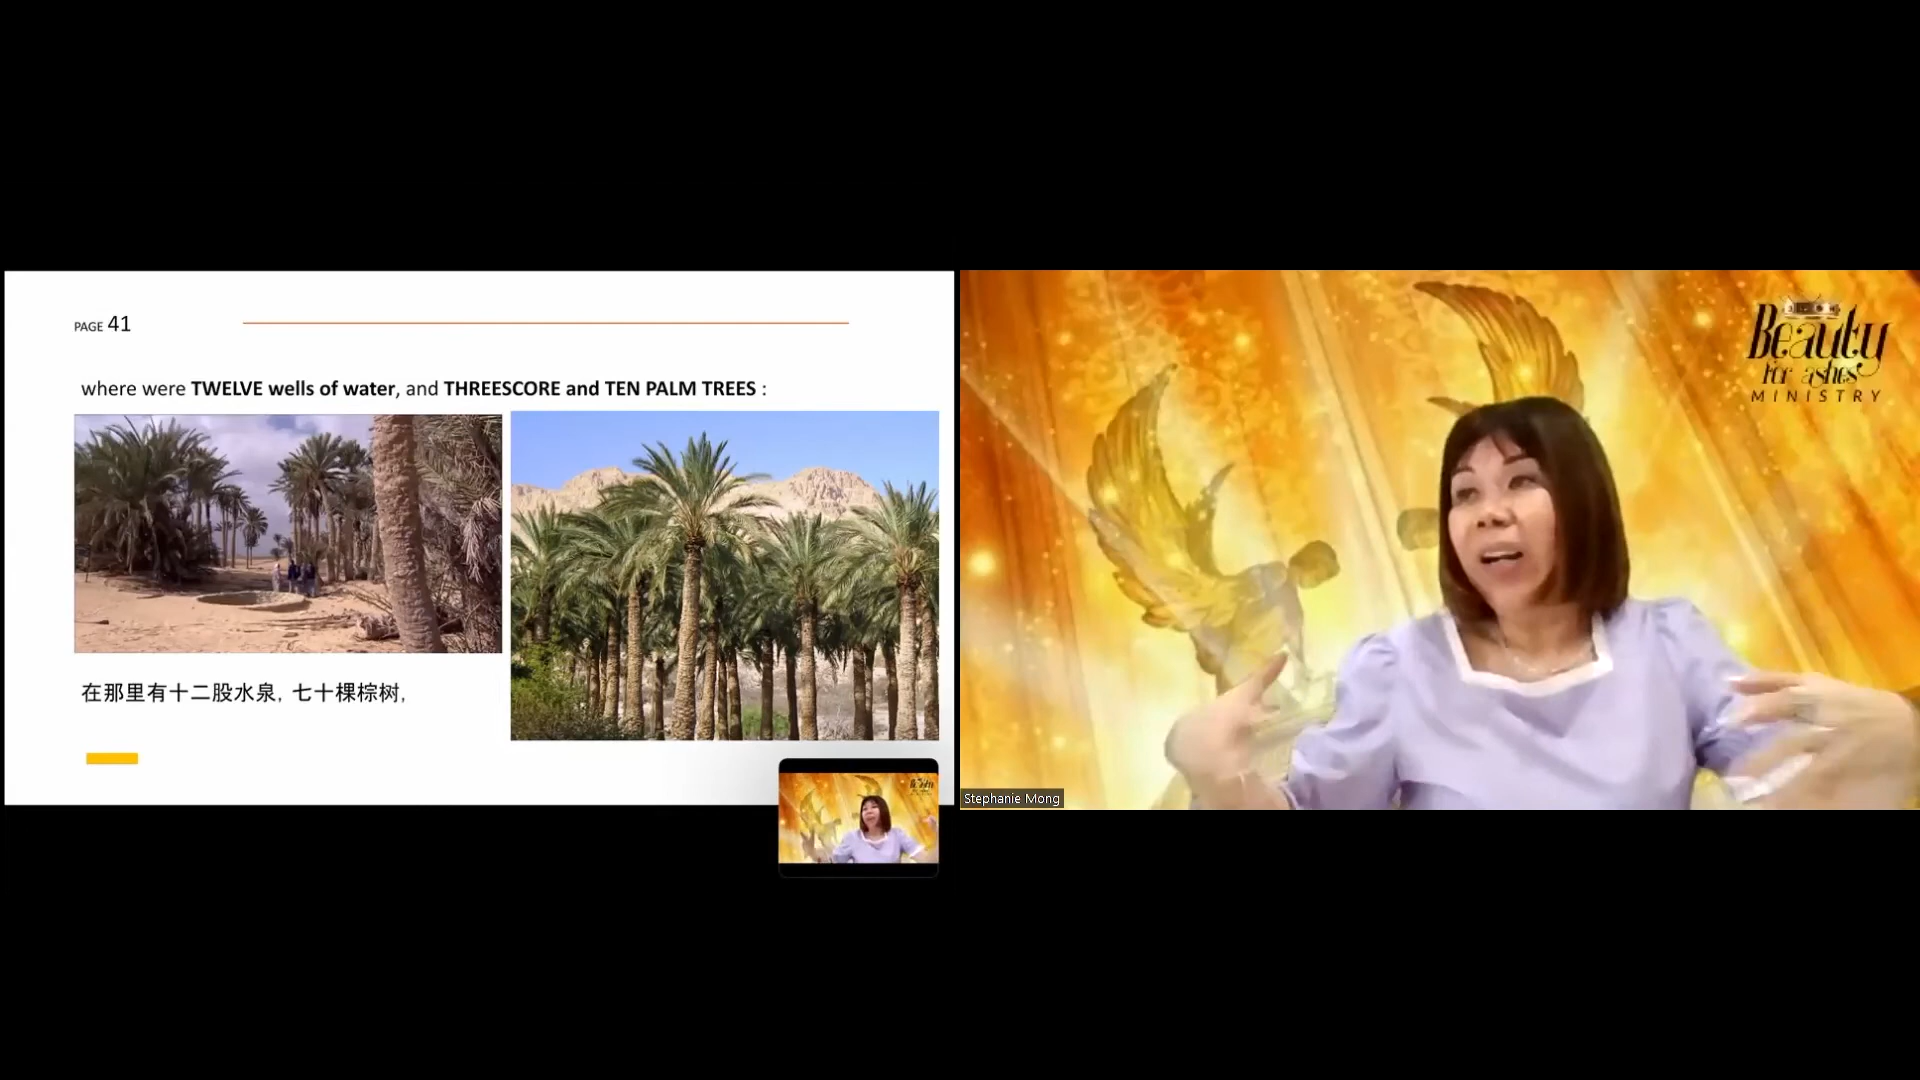 PAGE 41
where were TWELVE wells of water, and THREESCORE and TEN PALM TREES :
在那里有十二股水泉, 七十棵棕树,
Beauty
For ashes
MINISTRY
Stephanie Mong